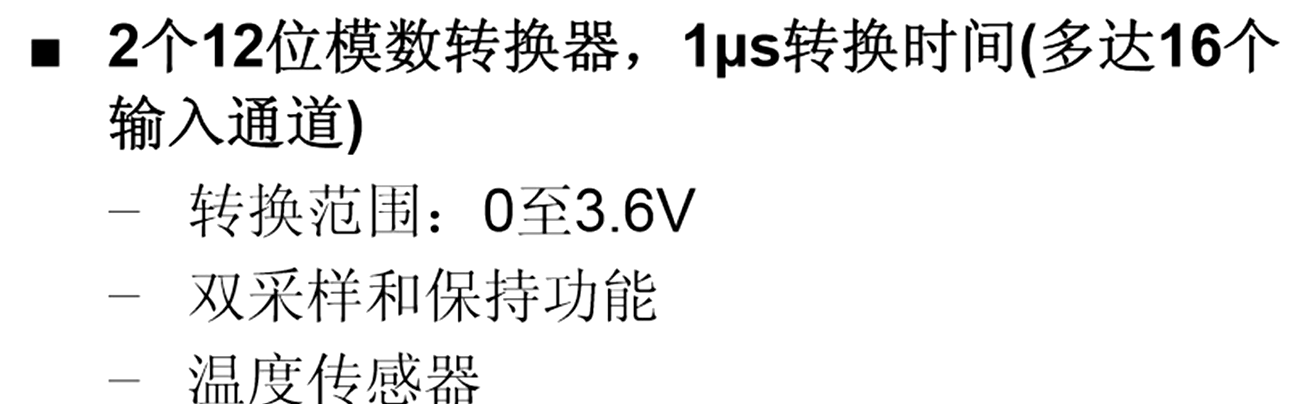 ■ 2个12位模数转换器，1µs转换时间(多达16个
输入通道)
– 转换范围：0至3.6V
– 双采样和保持功能
– 温度传感器